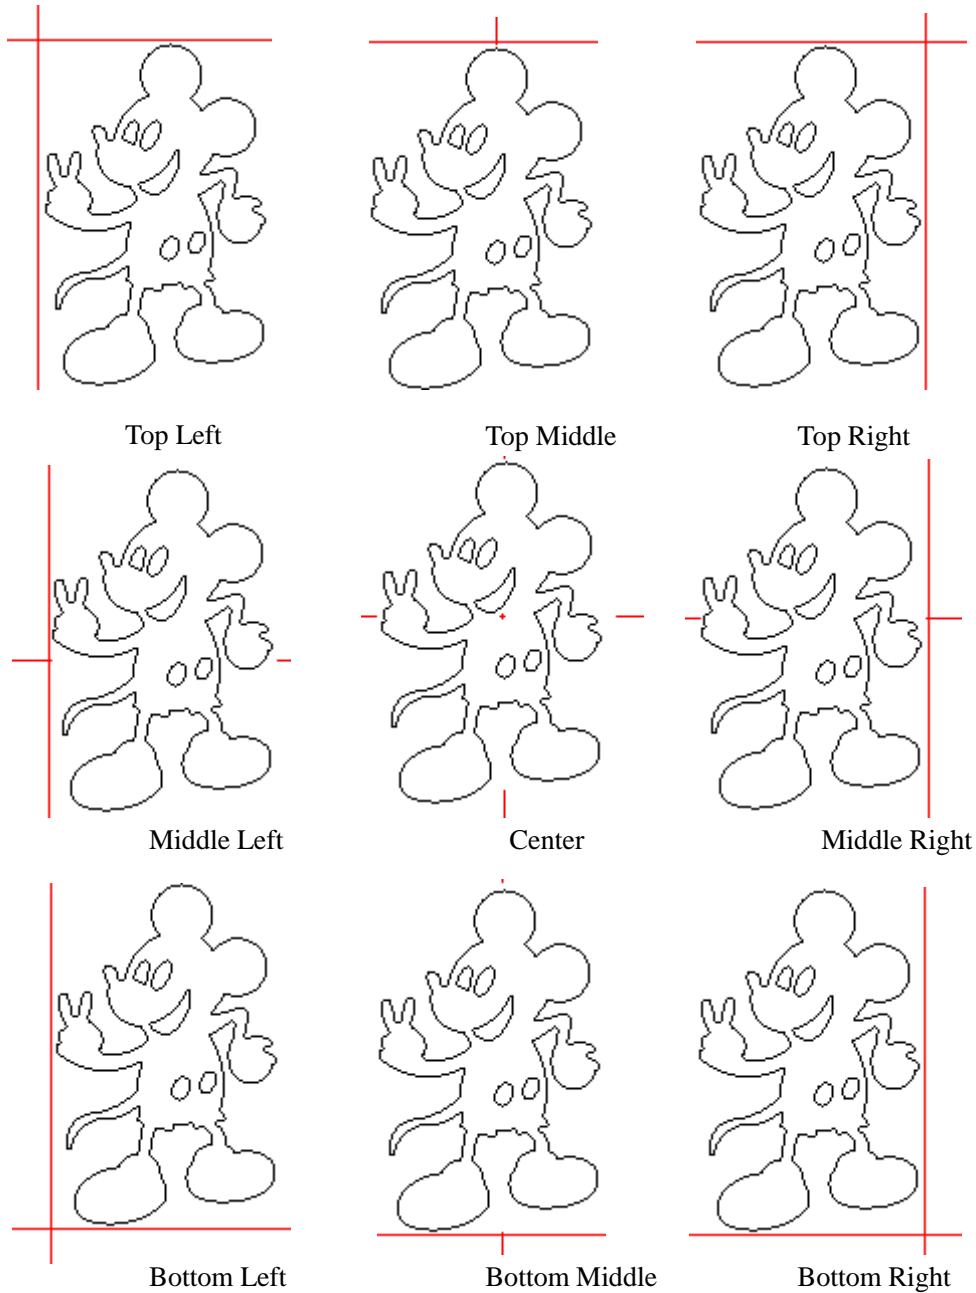 Top Left
Top Middle
Top Right
Middle Left
Center
Middle Right
Bottom Left
Bottom Middle
Bottom Right